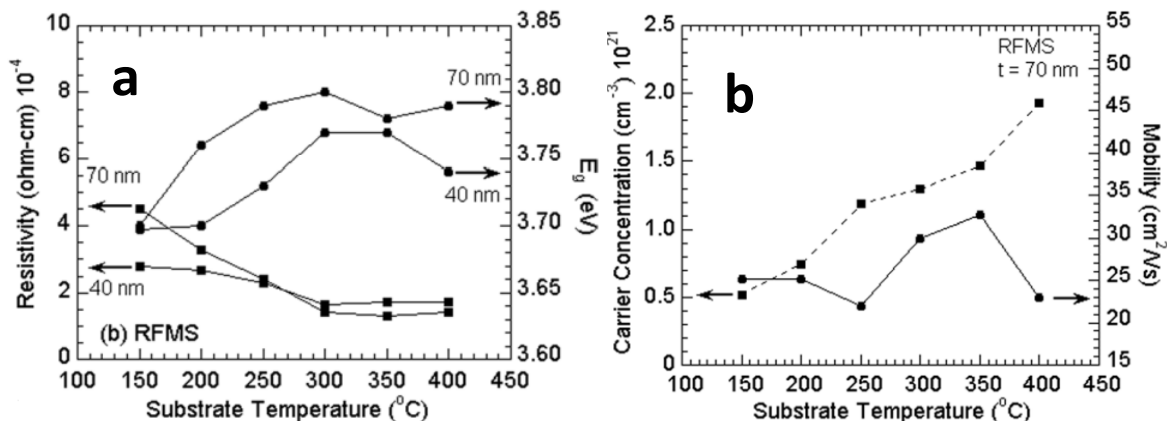 a
10
8
6
4
2
0
Resistivity (ohm-cm) 10⁻⁴
70 nm
40 nm
(b) RFMS
70 nm
40 nm
3.85
3.80
3.75
3.70
3.65
3.60
E_g (eV)
100 150 200 250 300 350 400 450
Substrate Temperature (°C)
b
2.5
2.0
1.5
1.0
0.5
0
Carrier Concentration (cm⁻³) 10²¹
RFMS
t = 70 nm
55
50
45
40
35
30
25
20
15
Mobility (cm²/Vs)
100 150 200 250 300 350 400 450
Substrate Temperature (°C)